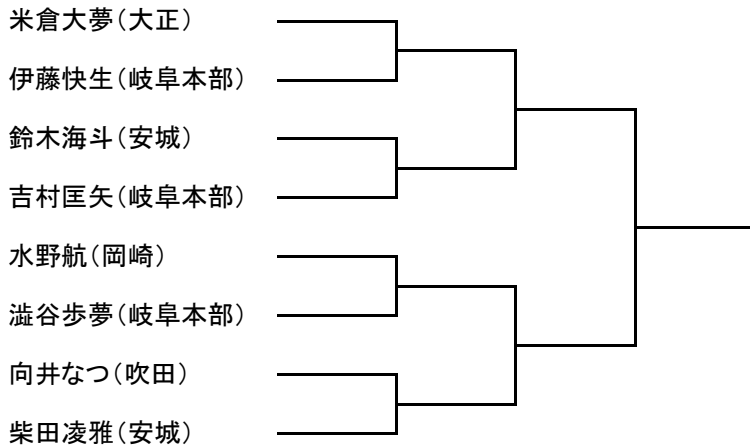 米倉大夢（大正）
伊藤快生（岐阜本部）
鈴木海斗（安城）
吉村匡矢（岐阜本部）
水野航（岡崎）
澁谷歩夢（岐阜本部）
向井なつ（吹田）
柴田凌雅（安城）